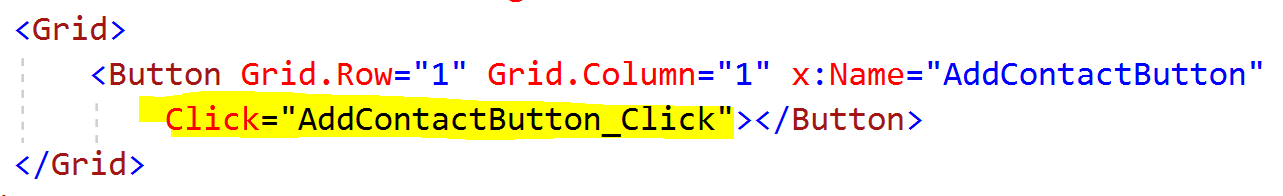 <Grid>
<Button Grid.Row="1" Grid.Column="1" x:Name="AddContactButton"
Click="AddContactButton_Click"></Button>
</Grid>